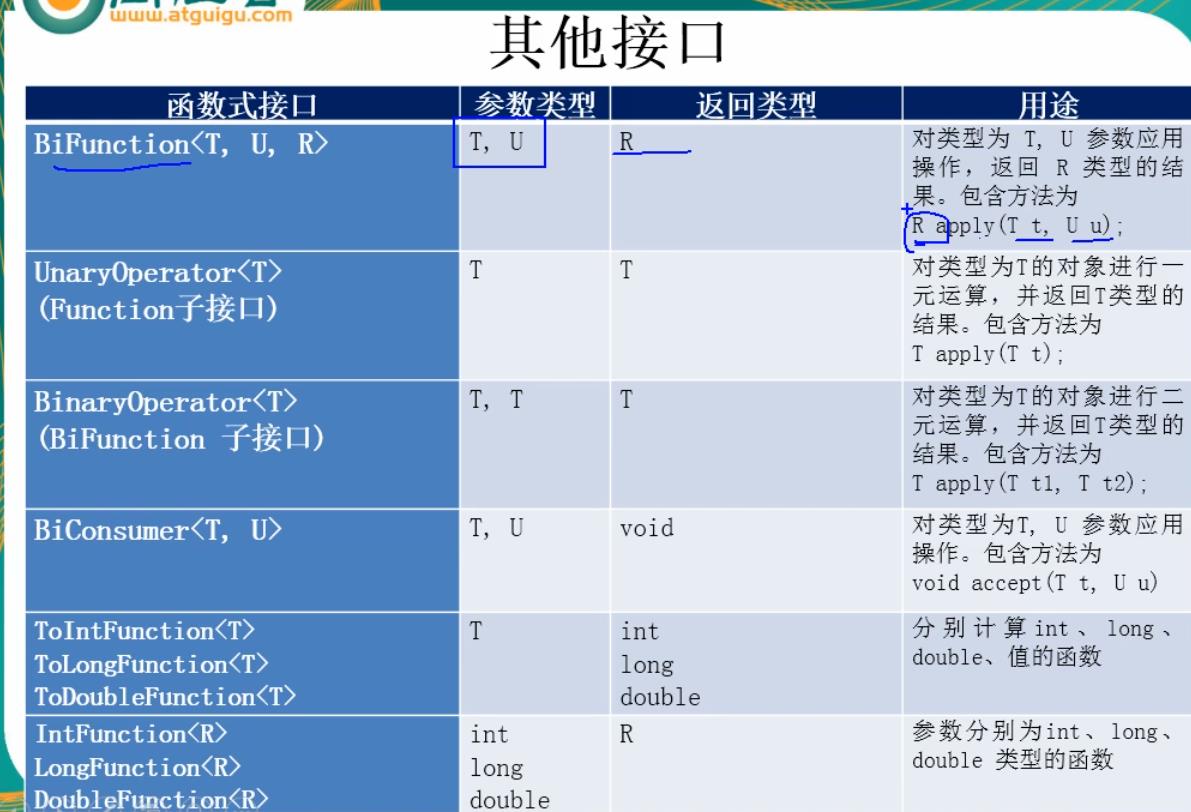 www.atguigu.com
其他接口
函数式接口 参数类型 返回类型 用途
BiFunction<T, U, R>
T, U
R
对类型为 T, U 参数应用
操作，返回 R 类型的结
果。包含方法为
R apply(T t, U u);
UnaryOperator<T>
(Function子接口)
T
T
对类型为T的对象进行一
元运算，并返回T类型的
结果。包含方法为
T apply(T t);
BinaryOperator<T>
(BiFunction 子接口)
T, T
T
对类型为T的对象进行二
元运算，并返回T类型的
结果。包含方法为
T apply(T t1, T t2);
BiConsumer<T, U>
T, U
void
对类型为T, U 参数应用
操作。包含方法为
void accept(T t, U u)
ToIntFunction<T>
ToLongFunction<T>
ToDoubleFunction<T>
T
int
long
double
分别计算int、long、
double、值的函数
IntFunction<R>
LongFunction<R>
DoubleFunction<R>
int
long
double
R
参数分别为int、long、
double 类型的函数